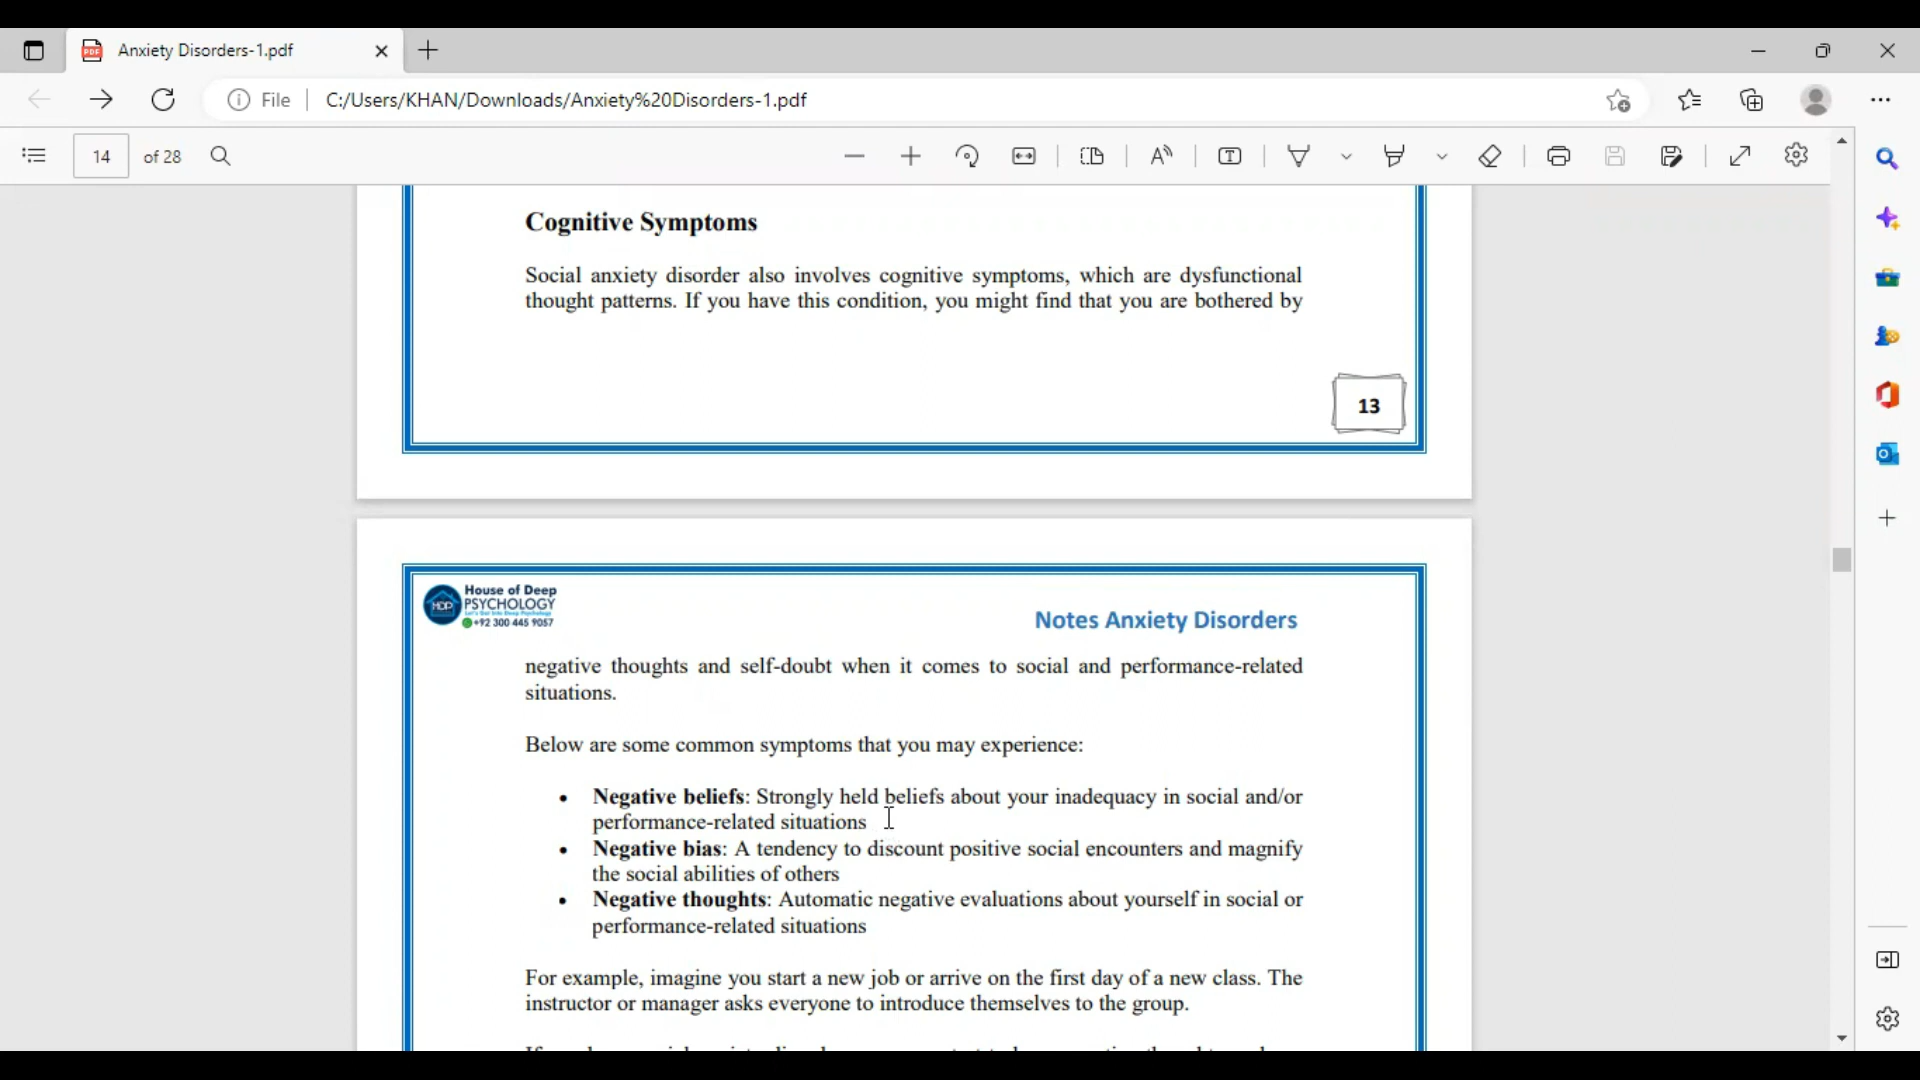 Anxiety Disorders-1.pdf
File
C:/Users/KHAN/Downloads/Anxiety%20Disorders-1.pdf
14 of 28
Cognitive Symptoms
Social anxiety disorder also involves cognitive symptoms, which are dysfunctional
thought patterns. If you have this condition, you might find that you are bothered by
13
House of Deep
PSYCHOLOGY
Let's Get Into Deep Psychology
+92 300 445 9057
HDP
Notes Anxiety Disorders
negative thoughts and self-doubt when it comes to social and performance-related
situations.
Below are some common symptoms that you may experience:
• Negative beliefs: Strongly held beliefs about your inadequacy in social and/or
performance-related situations
• Negative bias: A tendency to discount positive social encounters and magnify
the social abilities of others
• Negative thoughts: Automatic negative evaluations about yourself in social or
performance-related situations
For example, imagine you start a new job or arrive on the first day of a new class. The
instructor or manager asks everyone to introduce themselves to the group.